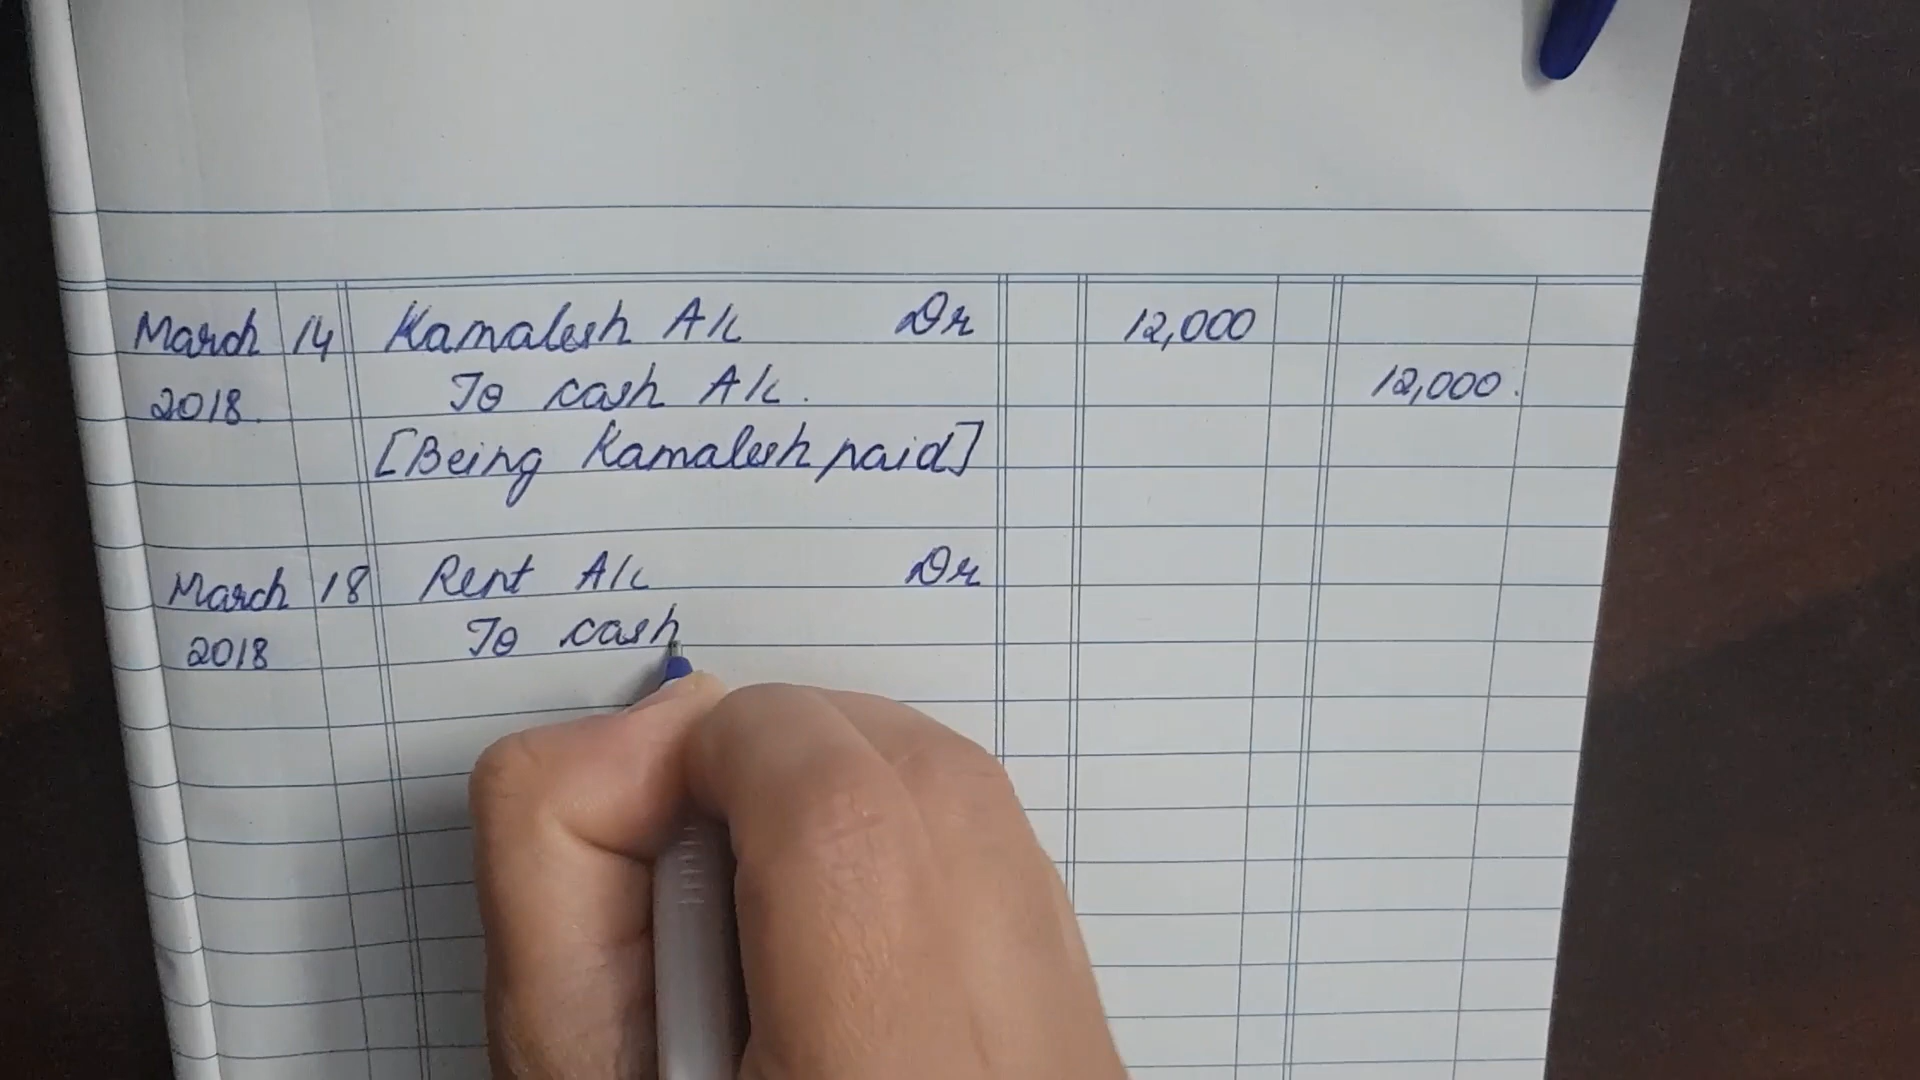 March 14 Kamalesh A/c Dr 12,000
2018. To cash A/c. 12,000.
[Being Kamalesh paid]
March 18 Rent A/c Dr
2018 To cash